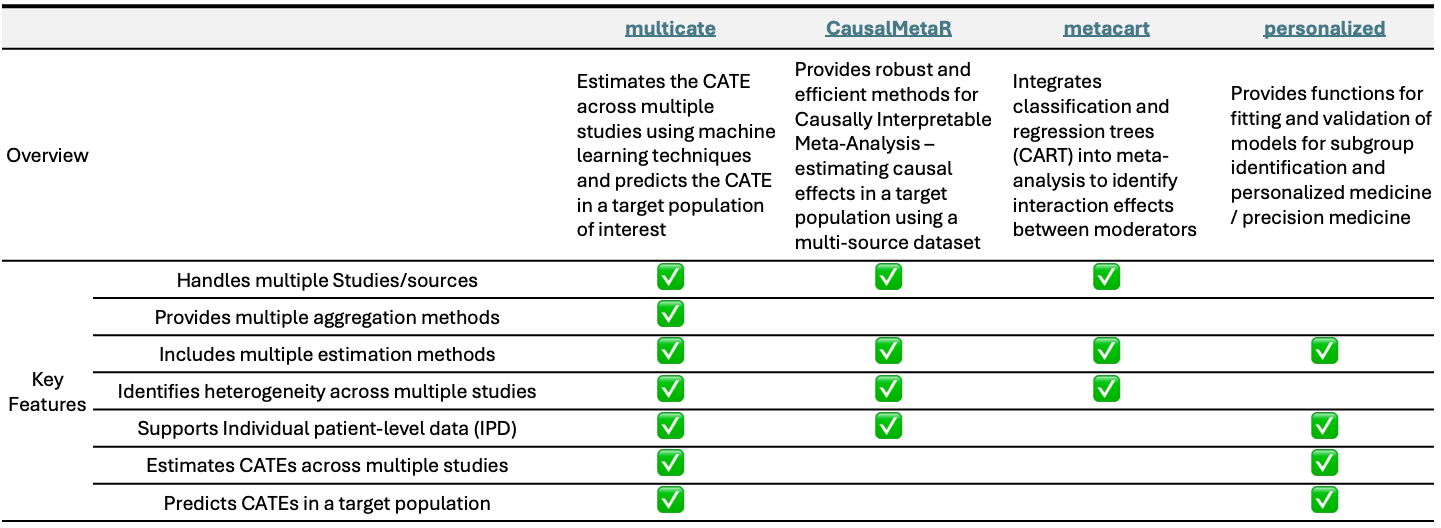 multicate CausalMetaR metacart personalized
Overview
Estimates the CATE
across multiple
studies using machine
learning techniques
and predicts the CATE
in a target population
of interest
Provides robust and
efficient methods for
Causally Interpretable
Meta-Analysis –
estimating causal
effects in a target
population using a
multi-source dataset
Integrates
classification and
regression trees
(CART) into meta-
analysis to identify
interaction effects
between moderators
Provides functions for
fitting and validation of
models for subgroup
identification and
personalized medicine
/ precision medicine
Key
Features
Handles multiple Studies/sources ✅ ✅ ✅
Provides multiple aggregation methods ✅
Includes multiple estimation methods ✅ ✅ ✅ ✅
Identifies heterogeneity across multiple studies ✅ ✅ ✅
Supports Individual patient-level data (IPD) ✅ ✅ ✅
Estimates CATEs across multiple studies ✅ ✅
Predicts CATEs in a target population ✅ ✅